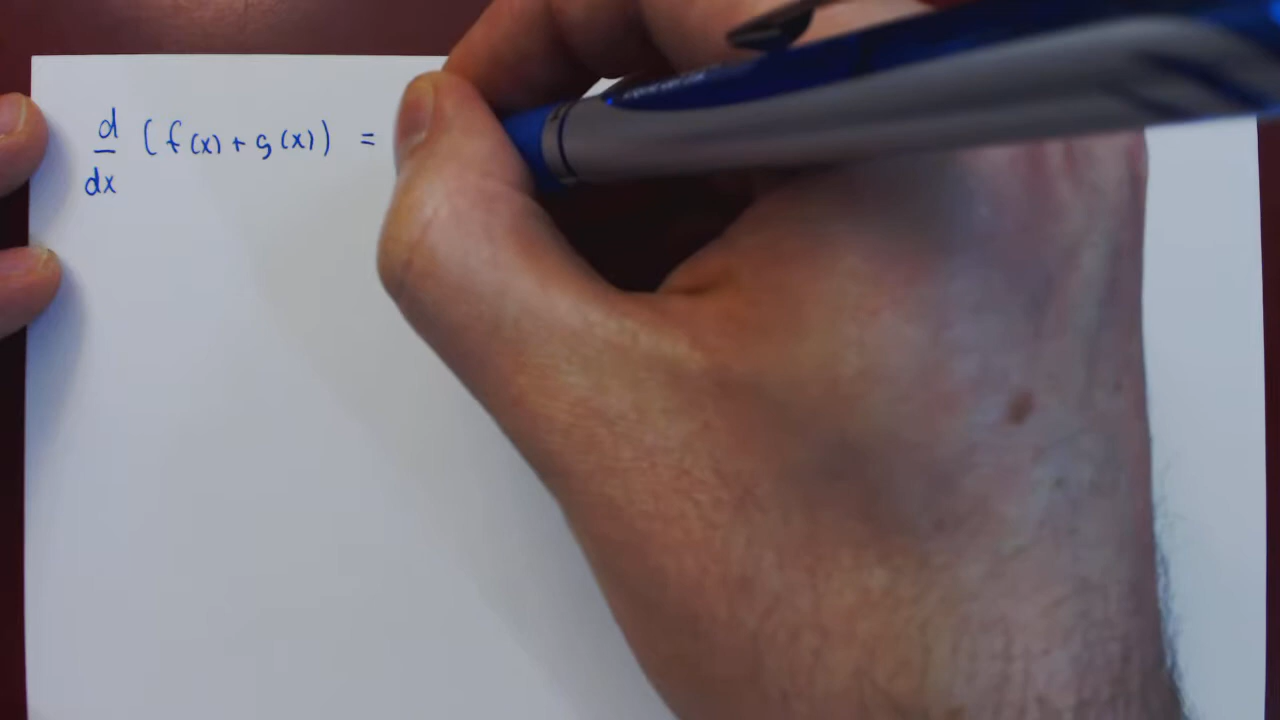 d/dx (f(x) + g(x)) =